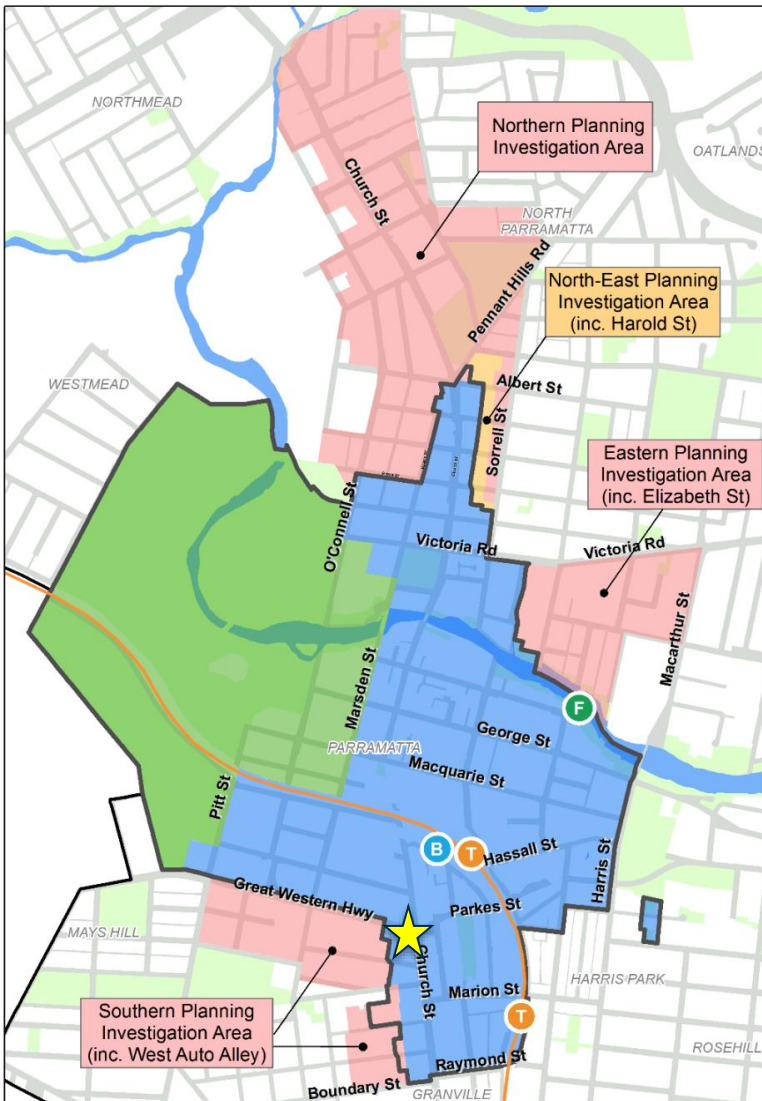 NORTHMEAD
Northern Planning
Investigation Area
OATLANDS
Church St
NORTH
PARRAMATTA
Pennant Hills Rd
North-East Planning
Investigation Area
(inc. Harold St)
WESTMEAD
Albert St
Sorrell St
Eastern Planning
Investigation Area
(inc. Elizabeth St)
O'Connell St
Victoria Rd
Victoria Rd
Macarthur St
Marsden St
F
George St
PARRAMATTA
Macquarie St
Pitt St
B
T
Hassall St
Harris St
Great Western Hwy
Parkes St
MAYS HILL
Church St
HARRIS PARK
Marion St
Southern Planning
Investigation Area
(inc. West Auto Alley)
T
ROSEHILL
Raymond St
Boundary St
GRANVILLE